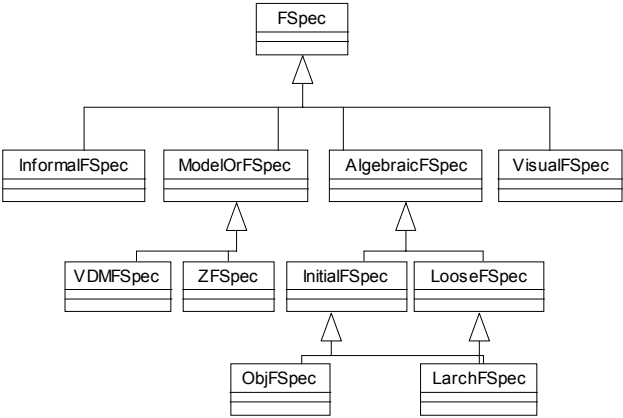 FSpec
InformalFSpec
ModelOrFSpec
AlgebraicFSpec
VisualFSpec
VDMFSpec
ZFSpec
InitialFSpec
LooseFSpec
ObjFSpec
LarchFSpec